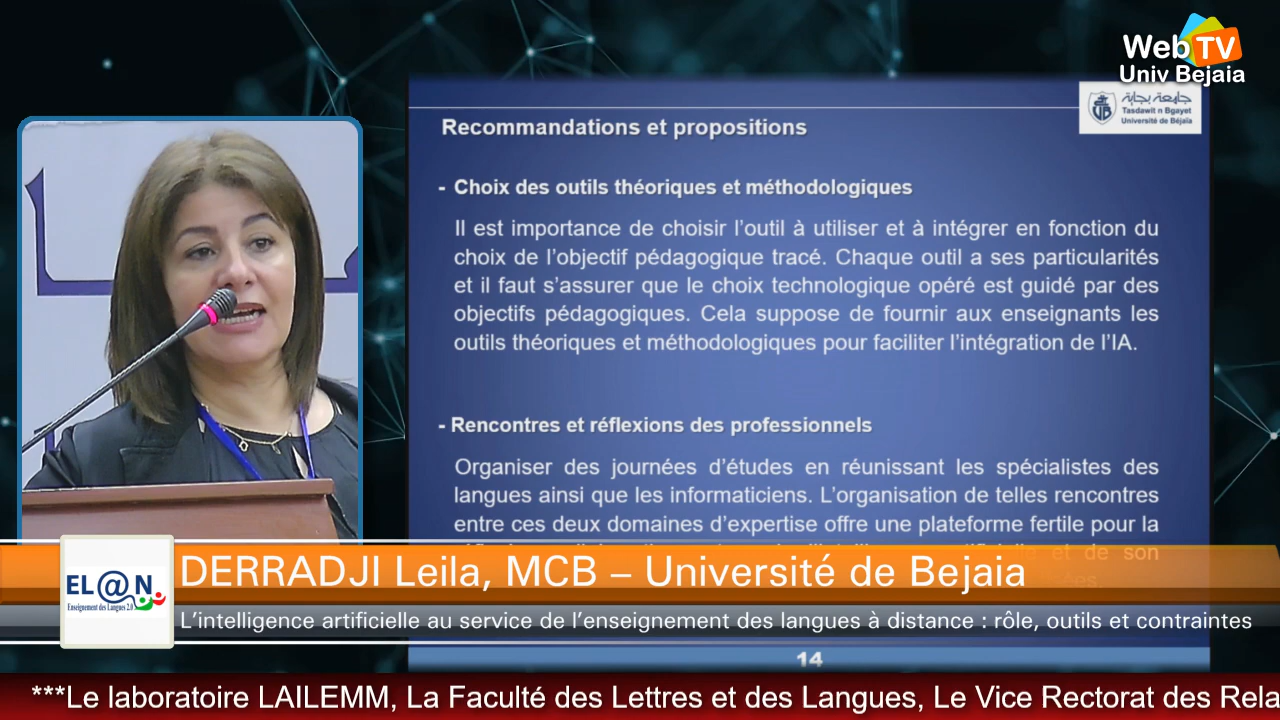 Web TV
Univ Bejaia
جامعة بجاية
Tasdawit n Bgayet
Université de Béjaïa
Recommandations et propositions
- Choix des outils théoriques et méthodologiques
Il est importance de choisir l’outil à utiliser et à intégrer en fonction du
choix de l’objectif pédagogique tracé. Chaque outil a ses particularités
et il faut s’assurer que le choix technologique opéré est guidé par des
objectifs pédagogiques. Cela suppose de fournir aux enseignants les
outils théoriques et méthodologiques pour faciliter l’intégration de l’IA.
- Rencontres et réflexions des professionnels
Organiser des journées d’études en réunissant les spécialistes des
langues ainsi que les informaticiens. L’organisation de telles rencontres
entre ces deux domaines d’expertise offre une plateforme fertile pour la
et de son
EL@N
Enseignement des Langues 2.0
DERRADJI Leila, MCB – Université de Bejaia
L’intelligence artificielle au service de l’enseignement des langues à distance : rôle, outils et contraintes
14
***Le laboratoire LAILEMM, La Faculté des Lettres et des Langues, Le Vice Rectorat des Rela